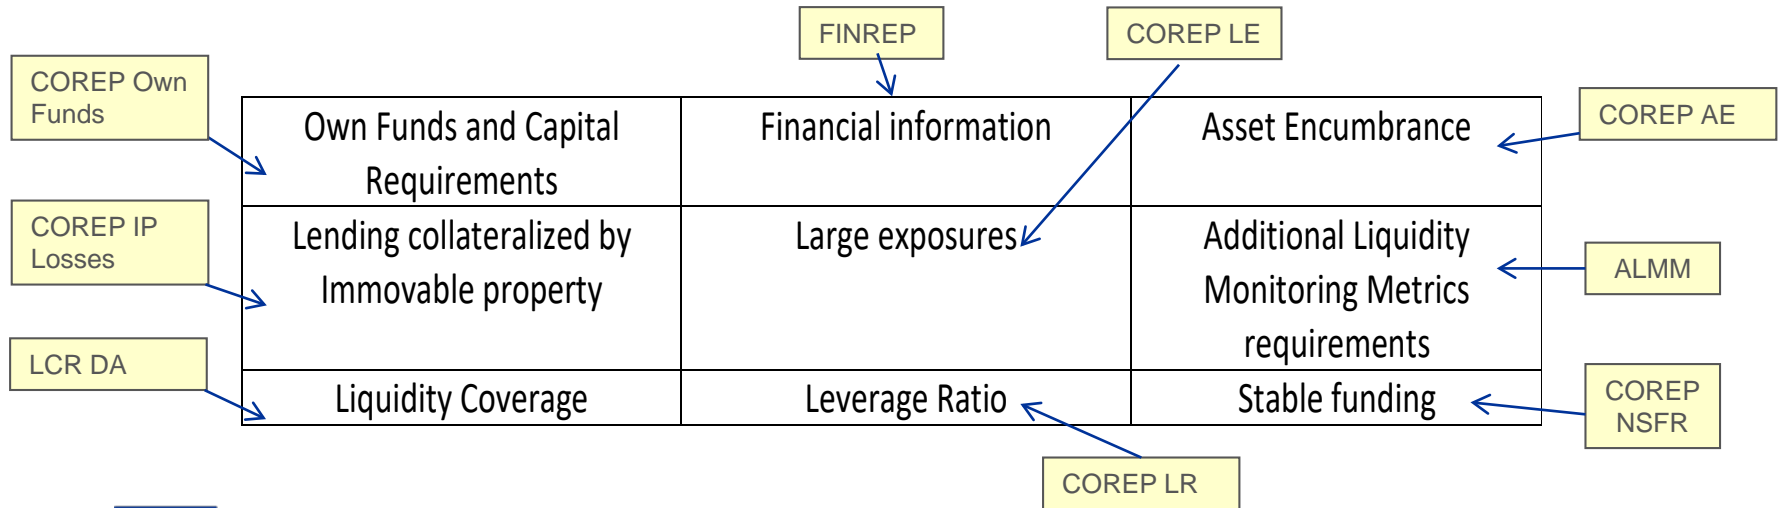 FINREP
COREP LE
COREP Own
Funds
COREP AE
Own Funds and Capital
Requirements
Financial information
Asset Encumbrance
COREP IP
Losses
Lending collateralized by
Immovable property
Large exposures
Additional Liquidity
Monitoring Metrics
requirements
ALMM
LCR DA
Liquidity Coverage
Leverage Ratio
Stable funding
COREP
NSFR
COREP LR